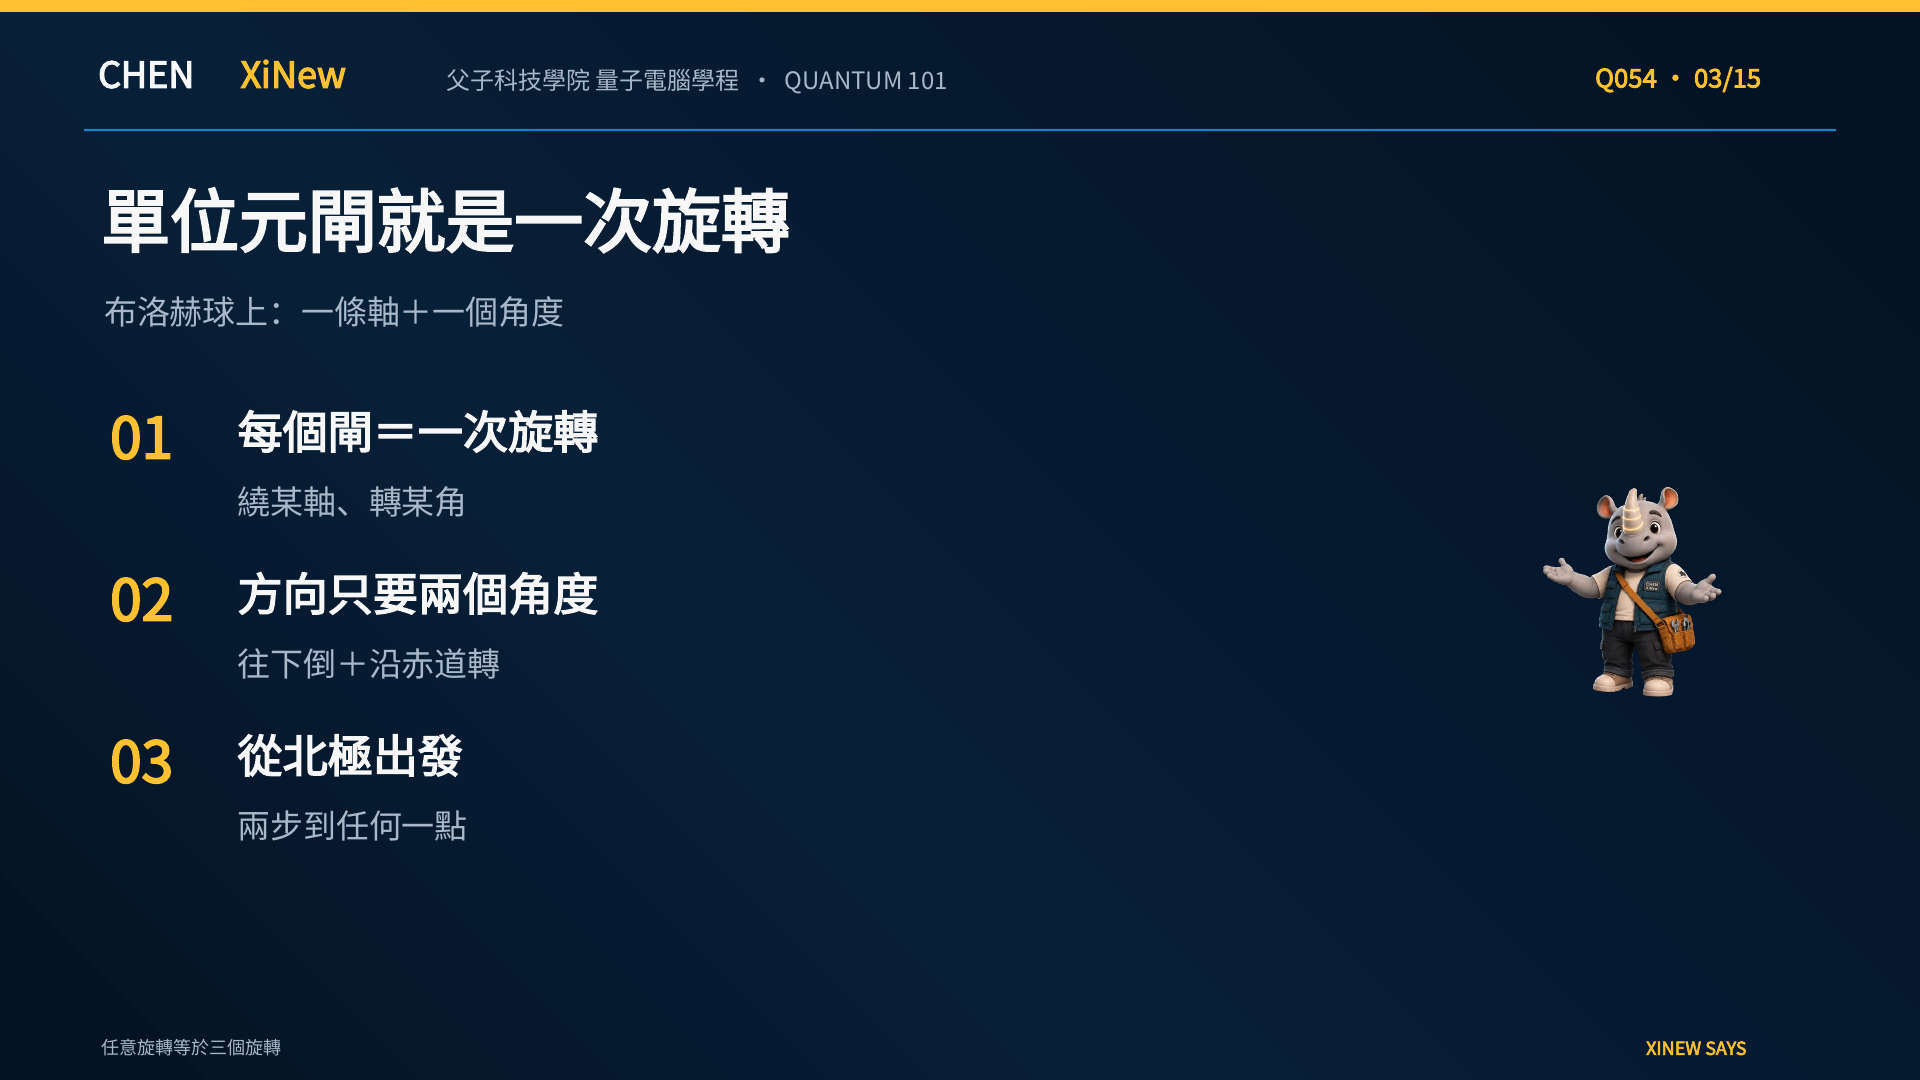 CHEN XiNew 父子科技學院 量子電腦學程 • QUANTUM 101 Q054 • 03/15
單位元閘就是一次旋轉
布洛赫球上：一條軸＋一個角度
01 每個閘＝一次旋轉
繞某軸、轉某角
02 方向只要兩個角度
往下倒＋沿赤道轉
03 從北極出發
兩步到任何一點
任意旋轉等於三個旋轉 XINEW SAYS